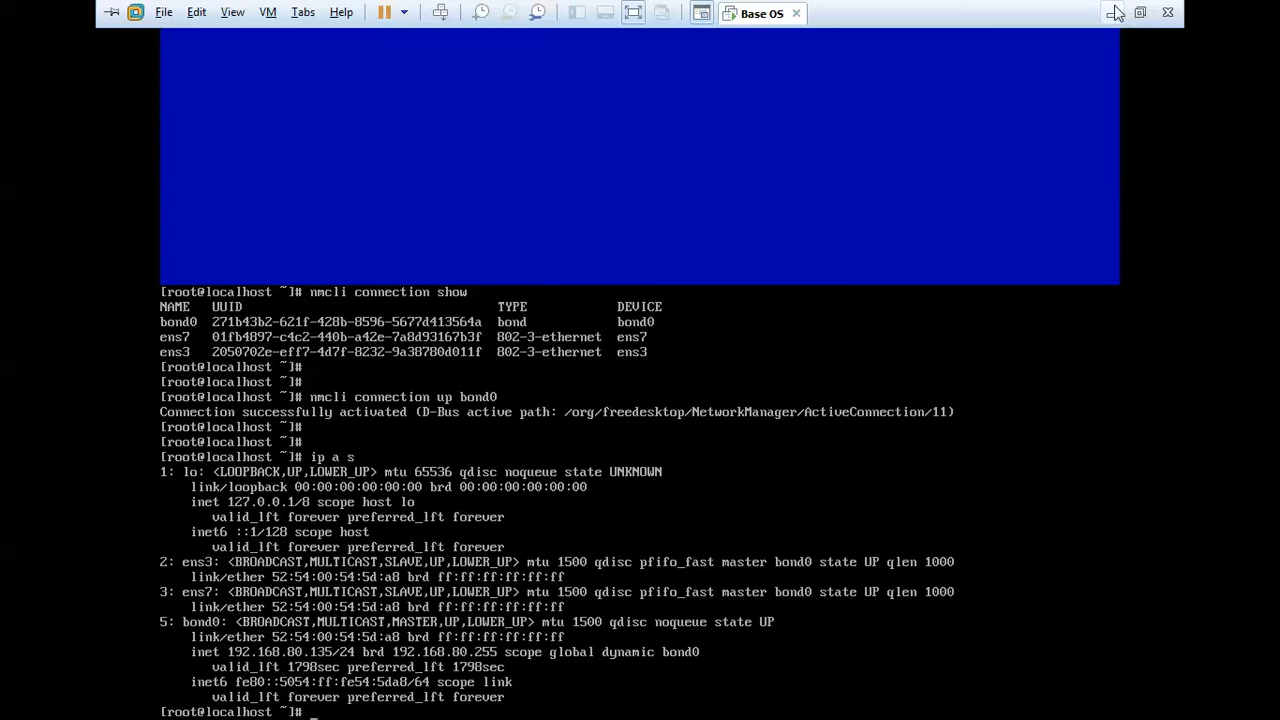 File Edit View VM Tabs Help Base OS
[root@localhost ~]# nmcli connection show
NAME UUID TYPE DEVICE
bond0 271b43b2-621f-428b-8596-5677d413564a bond bond0
ens7 01fb4897-c4c2-440b-a42e-7a8d93167b3f 802-3-ethernet ens7
ens3 2050702e-eff7-4d7f-8232-9a38780d011f 802-3-ethernet ens3
[root@localhost ~]#
[root@localhost ~]#
[root@localhost ~]# nmcli connection up bond0
Connection successfully activated (D-Bus active path: /org/freedesktop/NetworkManager/ActiveConnection/11)
[root@localhost ~]#
[root@localhost ~]#
[root@localhost ~]# ip a s
1: lo: <LOOPBACK,UP,LOWER_UP> mtu 65536 qdisc noqueue state UNKNOWN
link/loopback 00:00:00:00:00:00 brd 00:00:00:00:00:00
inet 127.0.0.1/8 scope host lo
valid_lft forever preferred_lft forever
inet6 ::1/128 scope host
valid_lft forever preferred_lft forever
2: ens3: <BROADCAST,MULTICAST,SLAVE,UP,LOWER_UP> mtu 1500 qdisc pfifo_fast master bond0 state UP qlen 1000
link/ether 52:54:00:54:5d:a8 brd ff:ff:ff:ff:ff:ff
3: ens7: <BROADCAST,MULTICAST,SLAVE,UP,LOWER_UP> mtu 1500 qdisc pfifo_fast master bond0 state UP qlen 1000
link/ether 52:54:00:54:5d:a8 brd ff:ff:ff:ff:ff:ff
5: bond0: <BROADCAST,MULTICAST,MASTER,UP,LOWER_UP> mtu 1500 qdisc noqueue state UP
link/ether 52:54:00:54:5d:a8 brd ff:ff:ff:ff:ff:ff
inet 192.168.80.135/24 brd 192.168.80.255 scope global dynamic bond0
valid_lft 1798sec preferred_lft 1798sec
inet6 fe80::5054:ff:fe54:5da8/64 scope link
valid_lft forever preferred_lft forever
[root@localhost ~]#